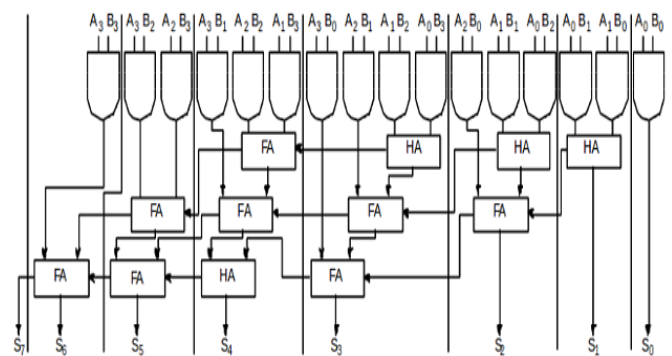 A3 B3 A3 B2 A2 B3 A3 B1 A2 B2 A1 B3 A3 B0 A2 B1 A1 B2 A0 B3 A2 B0 A1 B1 A0 B2 A1 B0 A0 B1 A0 B0
FA HA HA HA
FA FA FA FA
FA FA HA FA
S7 S6 S5 S4 S3 S2 S1 S0